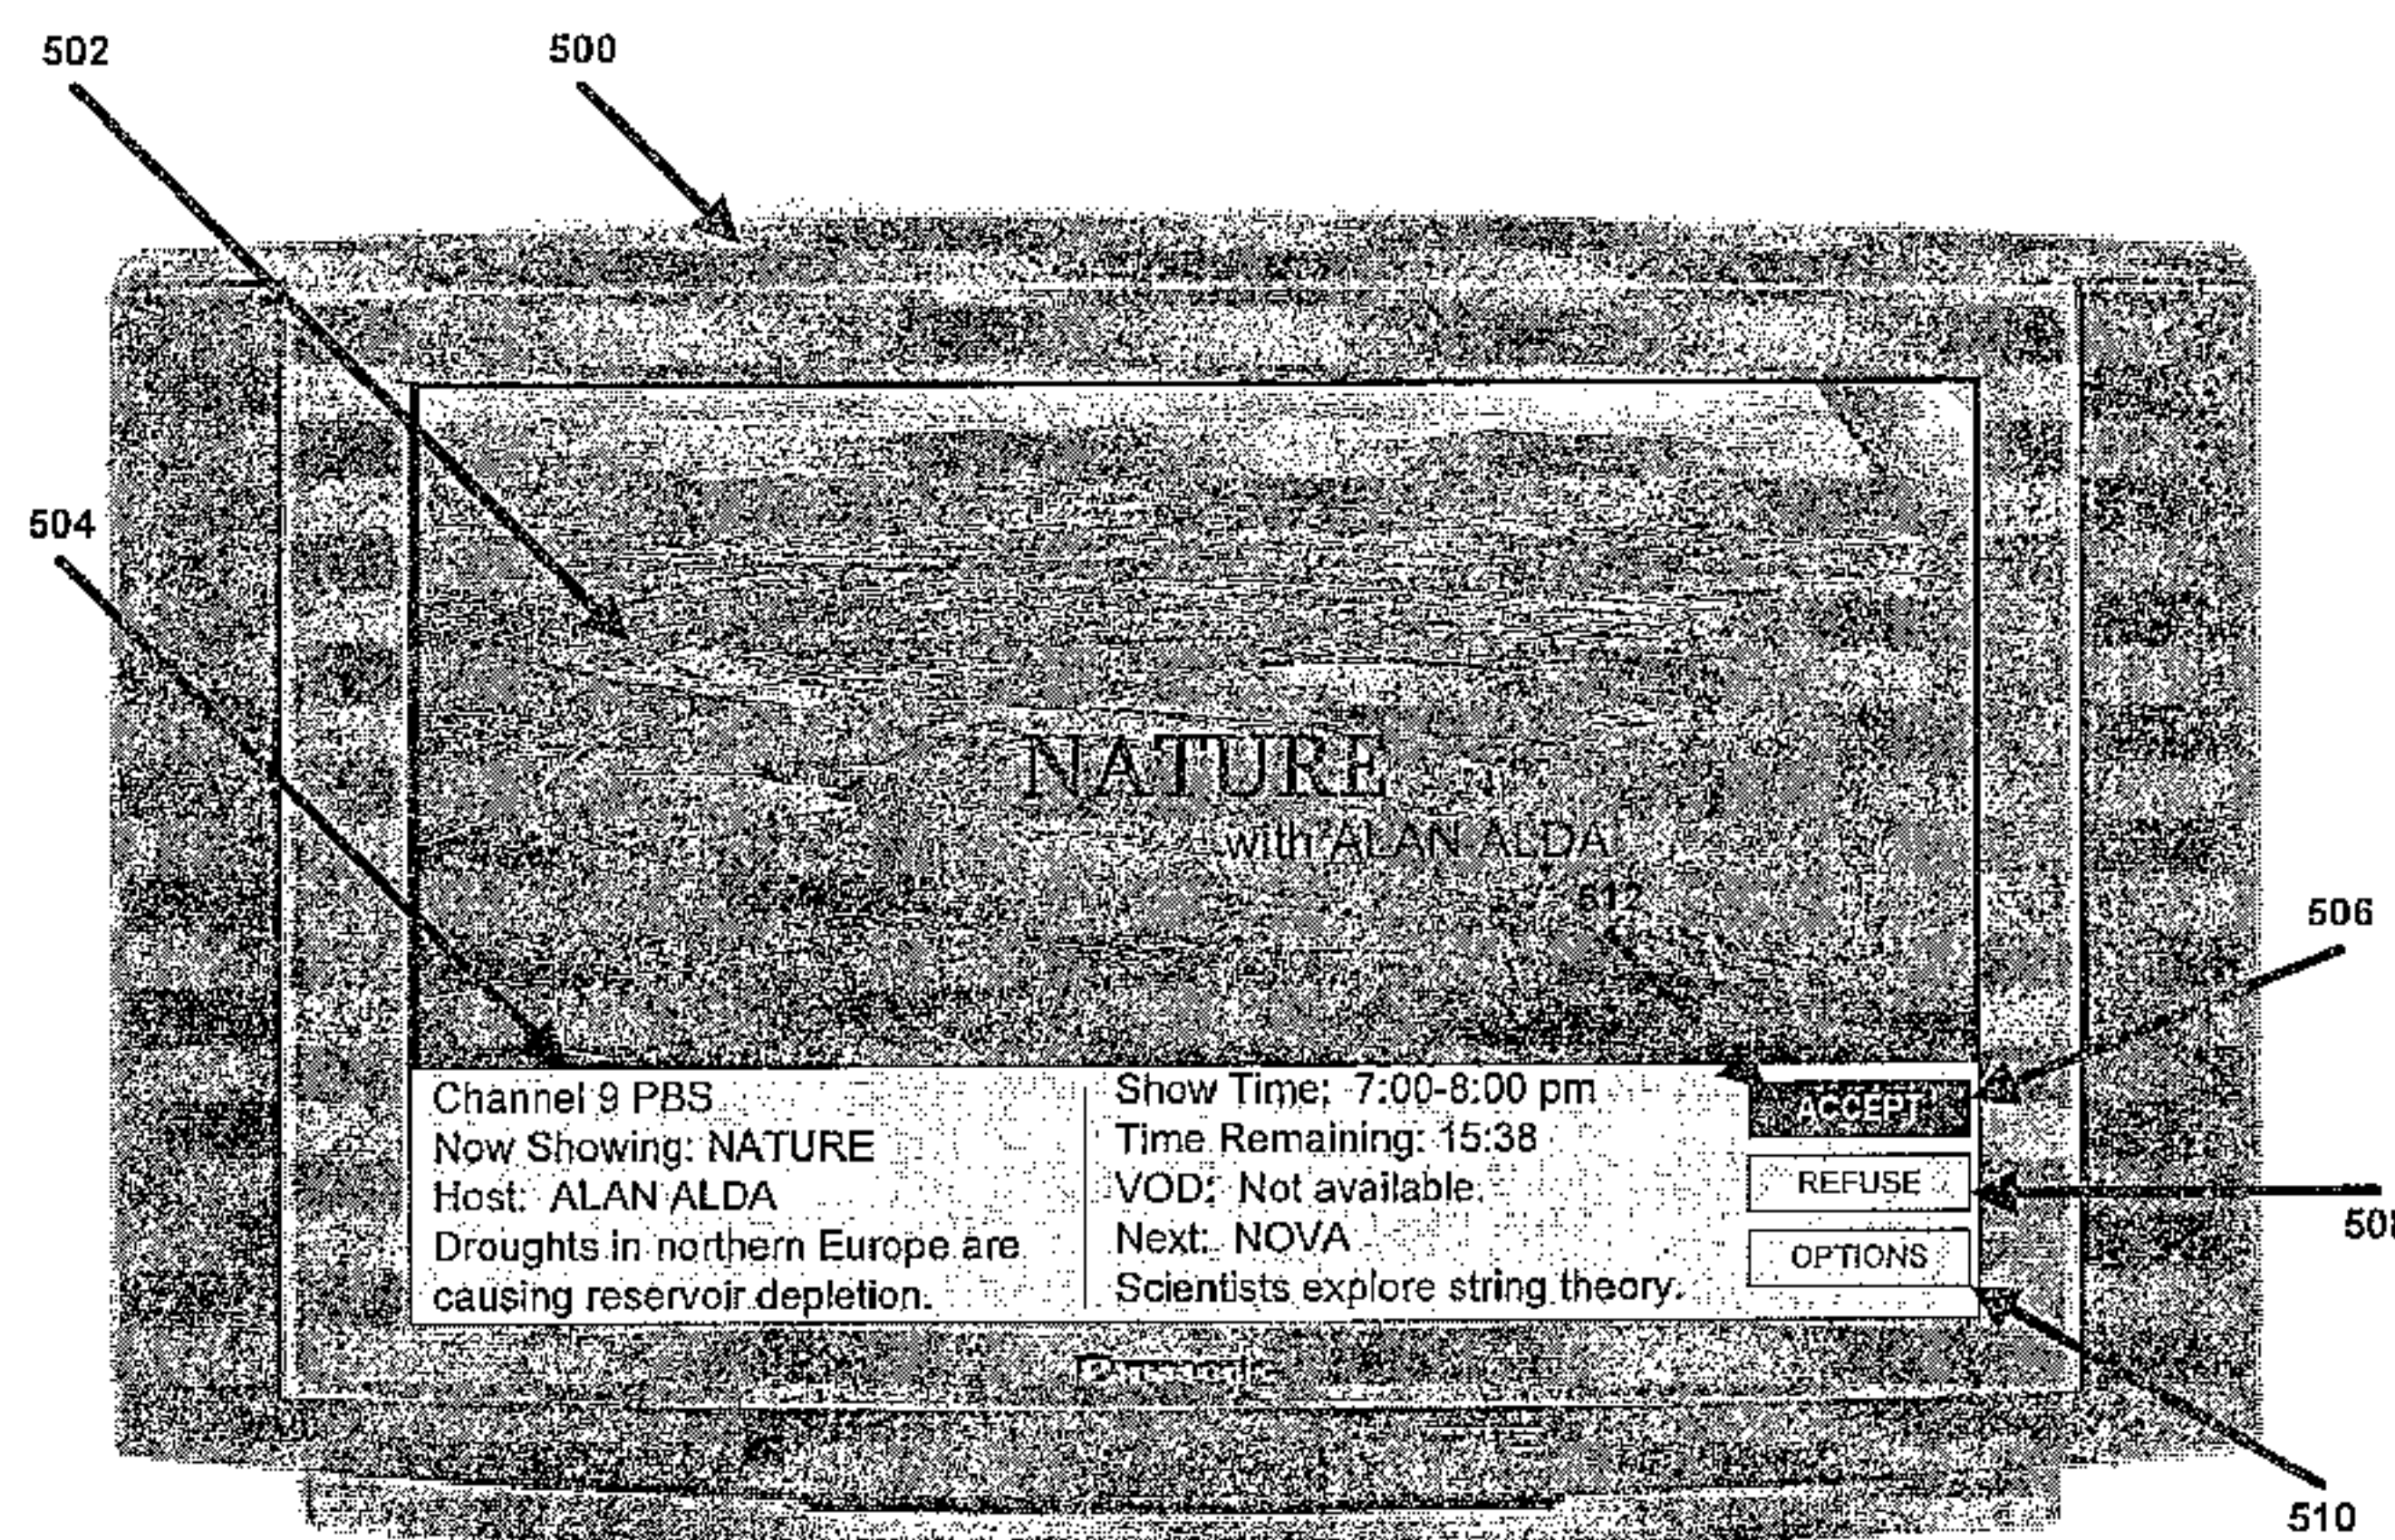 502
500
504
NATURE
with ALAN ALDA
512
506
Channel 9 PBS
Now Showing: NATURE
Host: ALAN ALDA
Droughts in northern Europe are
causing reservoir depletion.
Show Time: 7:00-8:00 pm
Time Remaining: 15:38
VOD: Not available.
Next: NOVA
Scientists explore string theory.
ACCEPT
REFUSE
OPTIONS
508
Panasonic
510